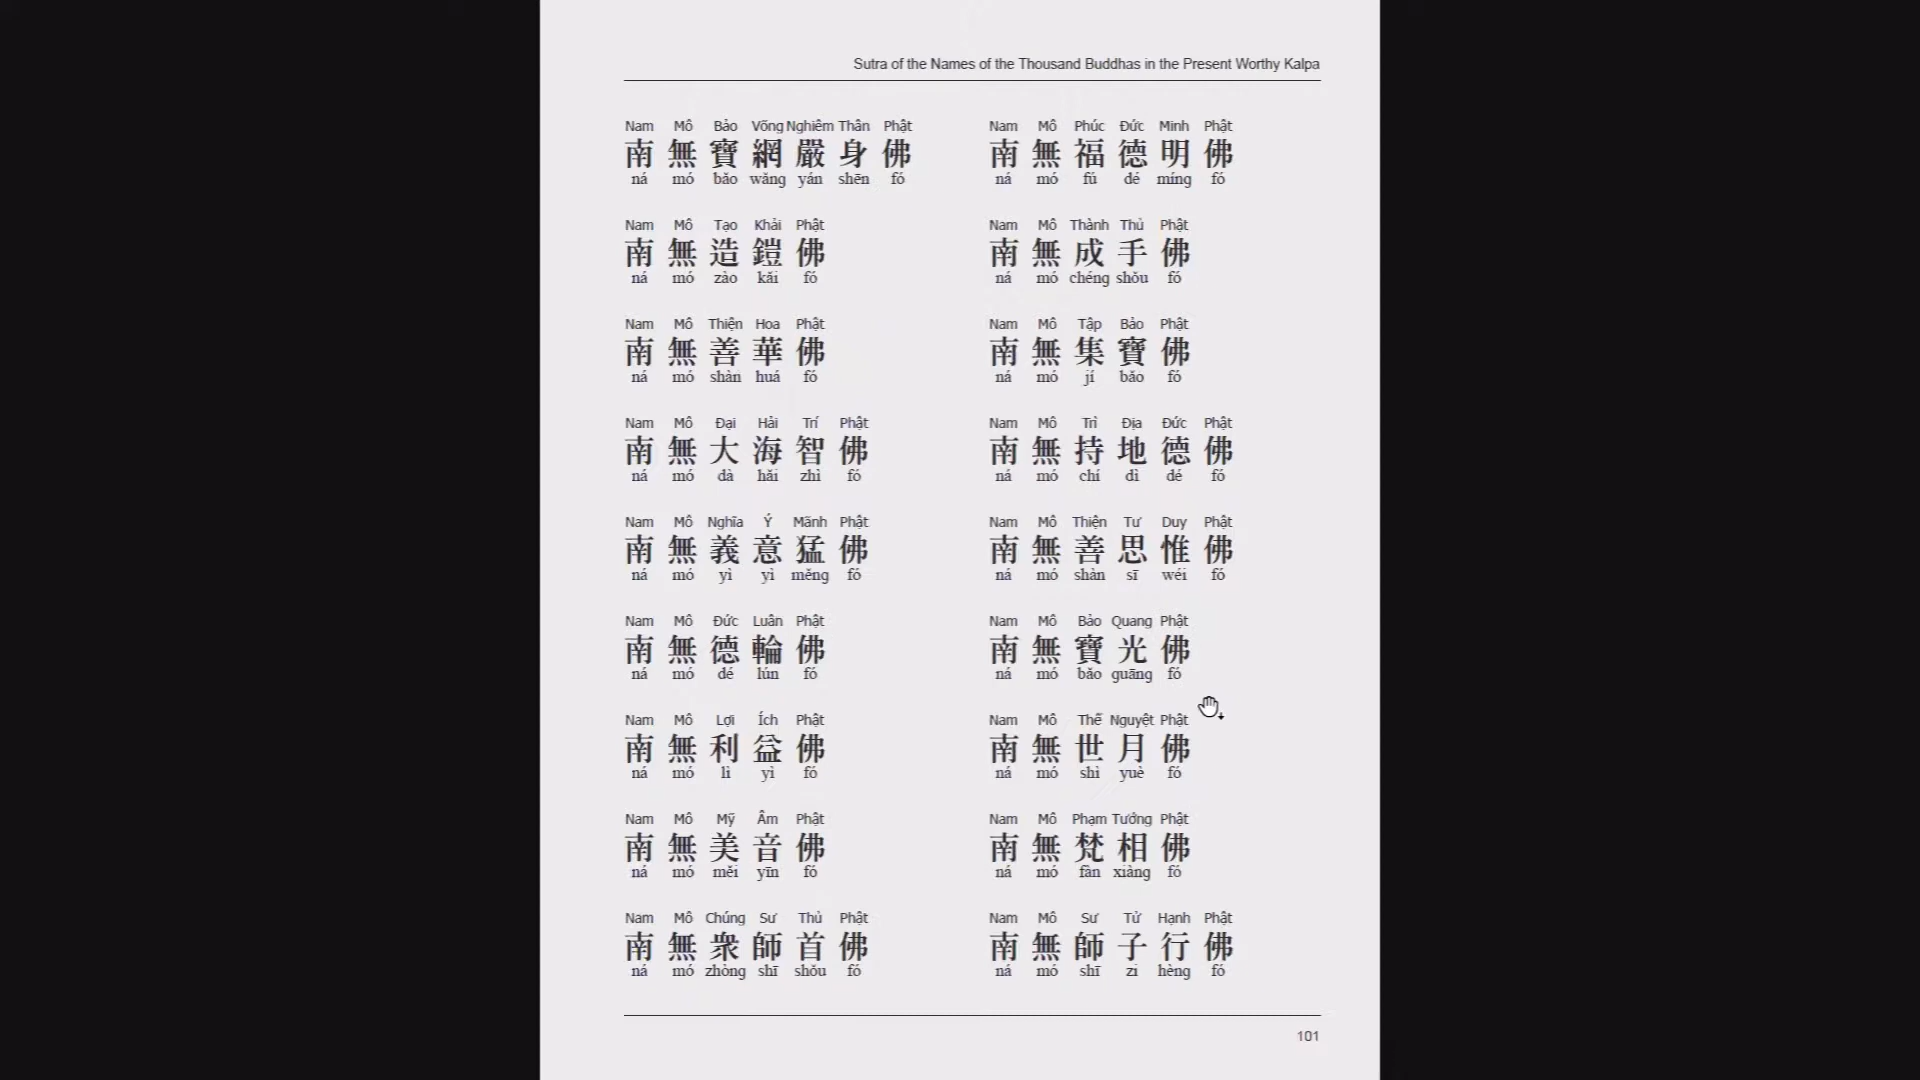 Sutra of the Names of the Thousand Buddhas in the Present Worthy Kalpa
Nam Mô Bảo Võng Nghiêm Thân Phật
南無寶網嚴身佛
ná mó bǎo wǎng yán shēn fó
Nam Mô Tạo Khải Phật
南無造鎧佛
ná mó zào kǎi fó
Nam Mô Thiện Hoa Phật
南無善華佛
ná mó shàn huá fó
Nam Mô Đại Hải Trí Phật
南無大海智佛
ná mó dà hǎi zhì fó
Nam Mô Nghĩa Ý Mãnh Phật
南無義意猛佛
ná mó yì yì měng fó
Nam Mô Đức Luân Phật
南無德輪佛
ná mó dé lún fó
Nam Mô Lợi Ích Phật
南無利益佛
ná mó lì yì fó
Nam Mô Mỹ Âm Phật
南無美音佛
ná mó měi yīn fó
Nam Mô Chúng Sư Thủ Phật
南無衆師首佛
ná mó zhòng shī shǒu fó
Nam Mô Phúc Đức Minh Phật
南無福德明佛
ná mó fú dé míng fó
Nam Mô Thành Thủ Phật
南無成手佛
ná mó chéng shǒu fó
Nam Mô Tập Bảo Phật
南無集寶佛
ná mó jí bǎo fó
Nam Mô Trì Địa Đức Phật
南無持地德佛
ná mó chí dì dé fó
Nam Mô Thiện Tư Duy Phật
南無善思惟佛
ná mó shàn sī wéi fó
Nam Mô Bảo Quang Phật
南無寶光佛
ná mó bǎo guāng fó
Nam Mô Thế Nguyệt Phật
南無世月佛
ná mó shì yuè fó
Nam Mô Phạm Tướng Phật
南無梵相佛
ná mó fàn xiàng fó
Nam Mô Sư Tử Hạnh Phật
南無師子行佛
ná mó shī zi hèng fó
101